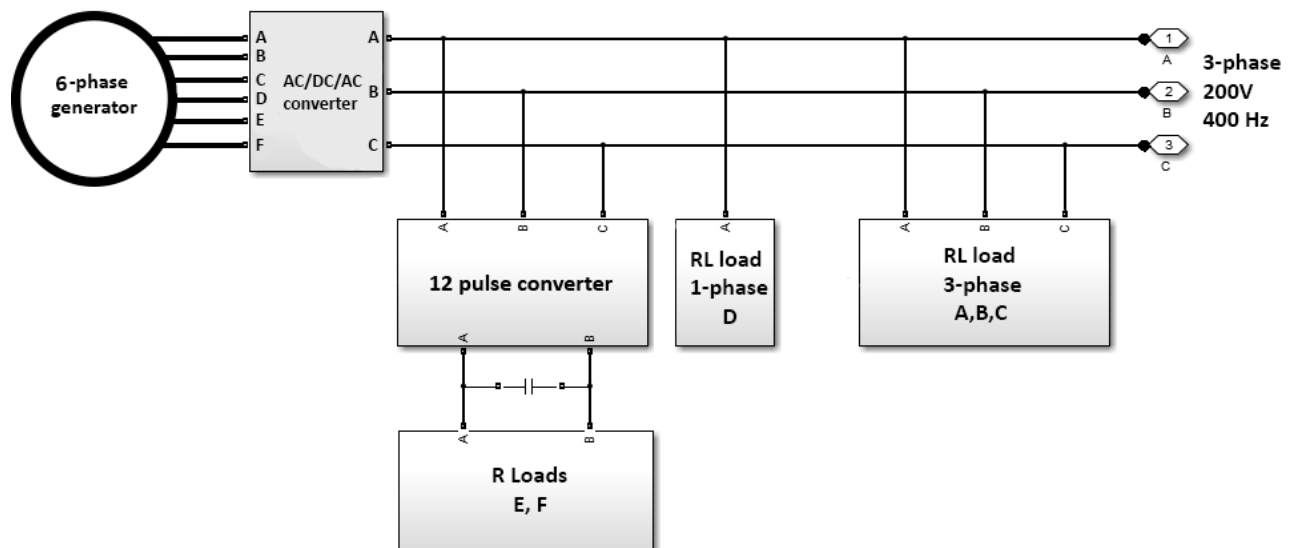 6-phase
generator
A
B
C
D
E
F
AC/DC/AC
converter
A
B
C
1
A
2
B
3
C
3-phase
200V
400 Hz
A
B
C
12 pulse converter
A
B
A
RL load
1-phase
D
A
B
C
RL load
3-phase
A,B,C
A
B
R Loads
E, F